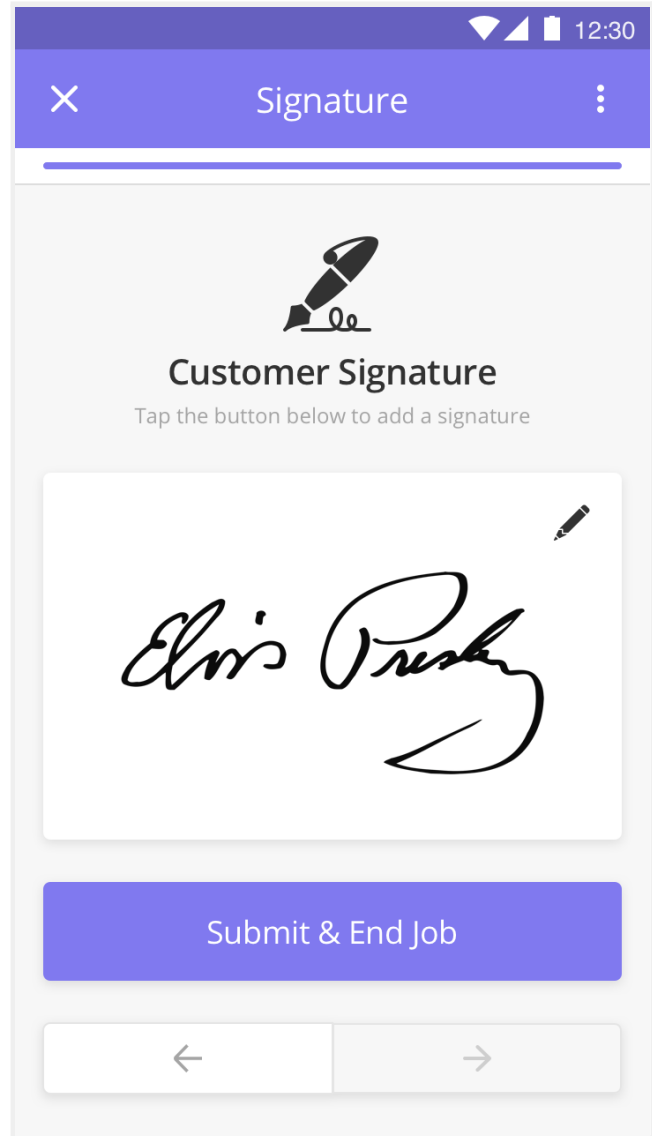 12:30
Signature
Customer Signature
Tap the button below to add a signature
Elvis Presley
Submit & End Job